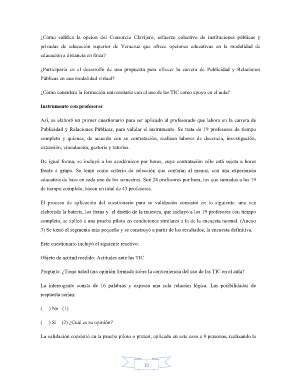 ¿Cómo califica la opción del Consorcio Clavijero, esfuerzo colectivo de instituciones públicas y
privadas de educación superior de Veracruz que ofrece opciones educativas en la modalidad de
educación a distancia en línea?
¿Participaría en el desarrollo de una propuesta para ofrecer la carrera de Publicidad y Relaciones
Públicas en una modalidad virtual?
¿Cómo considera la formación universitaria con el uso de las TIC como apoyo en el aula?
Instrumento con profesores
Así, se elaboró un primer cuestionario para ser aplicado al profesorado que labora en la carrera de
Publicidad y Relaciones Públicas, para validar el instrumento. Se trata de 19 profesores de tiempo
completo y quienes, de acuerdo con su contratación, realizan labores de docencia, investigación,
extensión, vinculación, gestoría y tutorías.
De igual forma, se incluyó a los académicos por horas, cuya contratación sólo está sujeta a horas
frente a grupo. Se tomó como criterio de selección que contaran al menos, con una experiencia
educativa de base en cada uno de los semestres. Son 24 profesores por hora, los que sumados a los 19
de tiempo completo, hacen un total de 43 profesores.
El proceso de aplicación del cuestionario para su validación consistió en lo siguiente: una vez
elaborada la batería, los ítems y el diseño de la muestra, que incluyó a los 19 profesores con tiempo
completo, se aplicó a una prueba piloto en condiciones similares a la de la encuesta normal. (Anexo
3) Se tomó el segmento más pequeño y se construyó a partir de los resultados, la encuesta definitiva.
Este cuestionario incluyó el siguiente reactivo:
Objeto de actitud medido: Actitudes ante las TIC
Pregunta: ¿Tiene usted una opinión formada sobre la conveniencia del uso de las TIC en el aula?
La interrogante consta de 16 palabras y expresa una sola relación lógica. Las posibilidades de
respuesta serían:
( ) No (1)
( ) Sí (2) ¿Cuál es su opinión?
La validación consistió en la prueba piloto o pretest, aplicada en este caso a 9 personas, realizando la